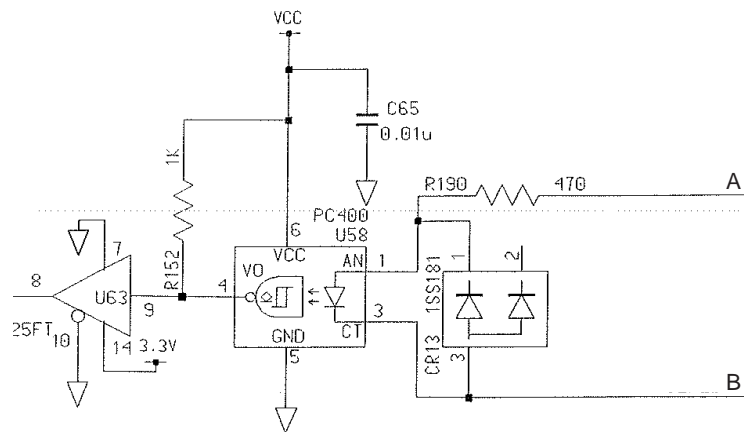 VCC
C65
0.01u
1K
R190
470
A
PC400
U58
6
7
VCC
AN
1
1
2
8
U63
R152
4
VO
1SS181
9
3
25FT
10
CT
GND
14
3.3V
5
CR13
3
B